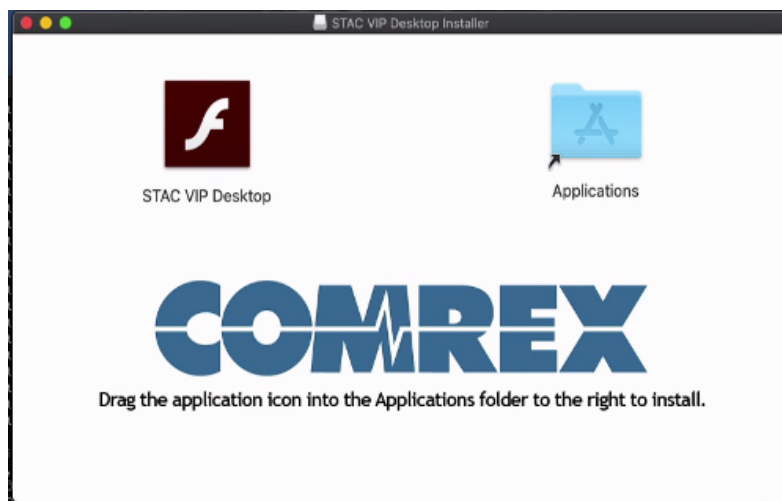 STAC VIP Desktop Installer
STAC VIP Desktop
Applications
COMREX
Drag the application icon into the Applications folder to the right to install.